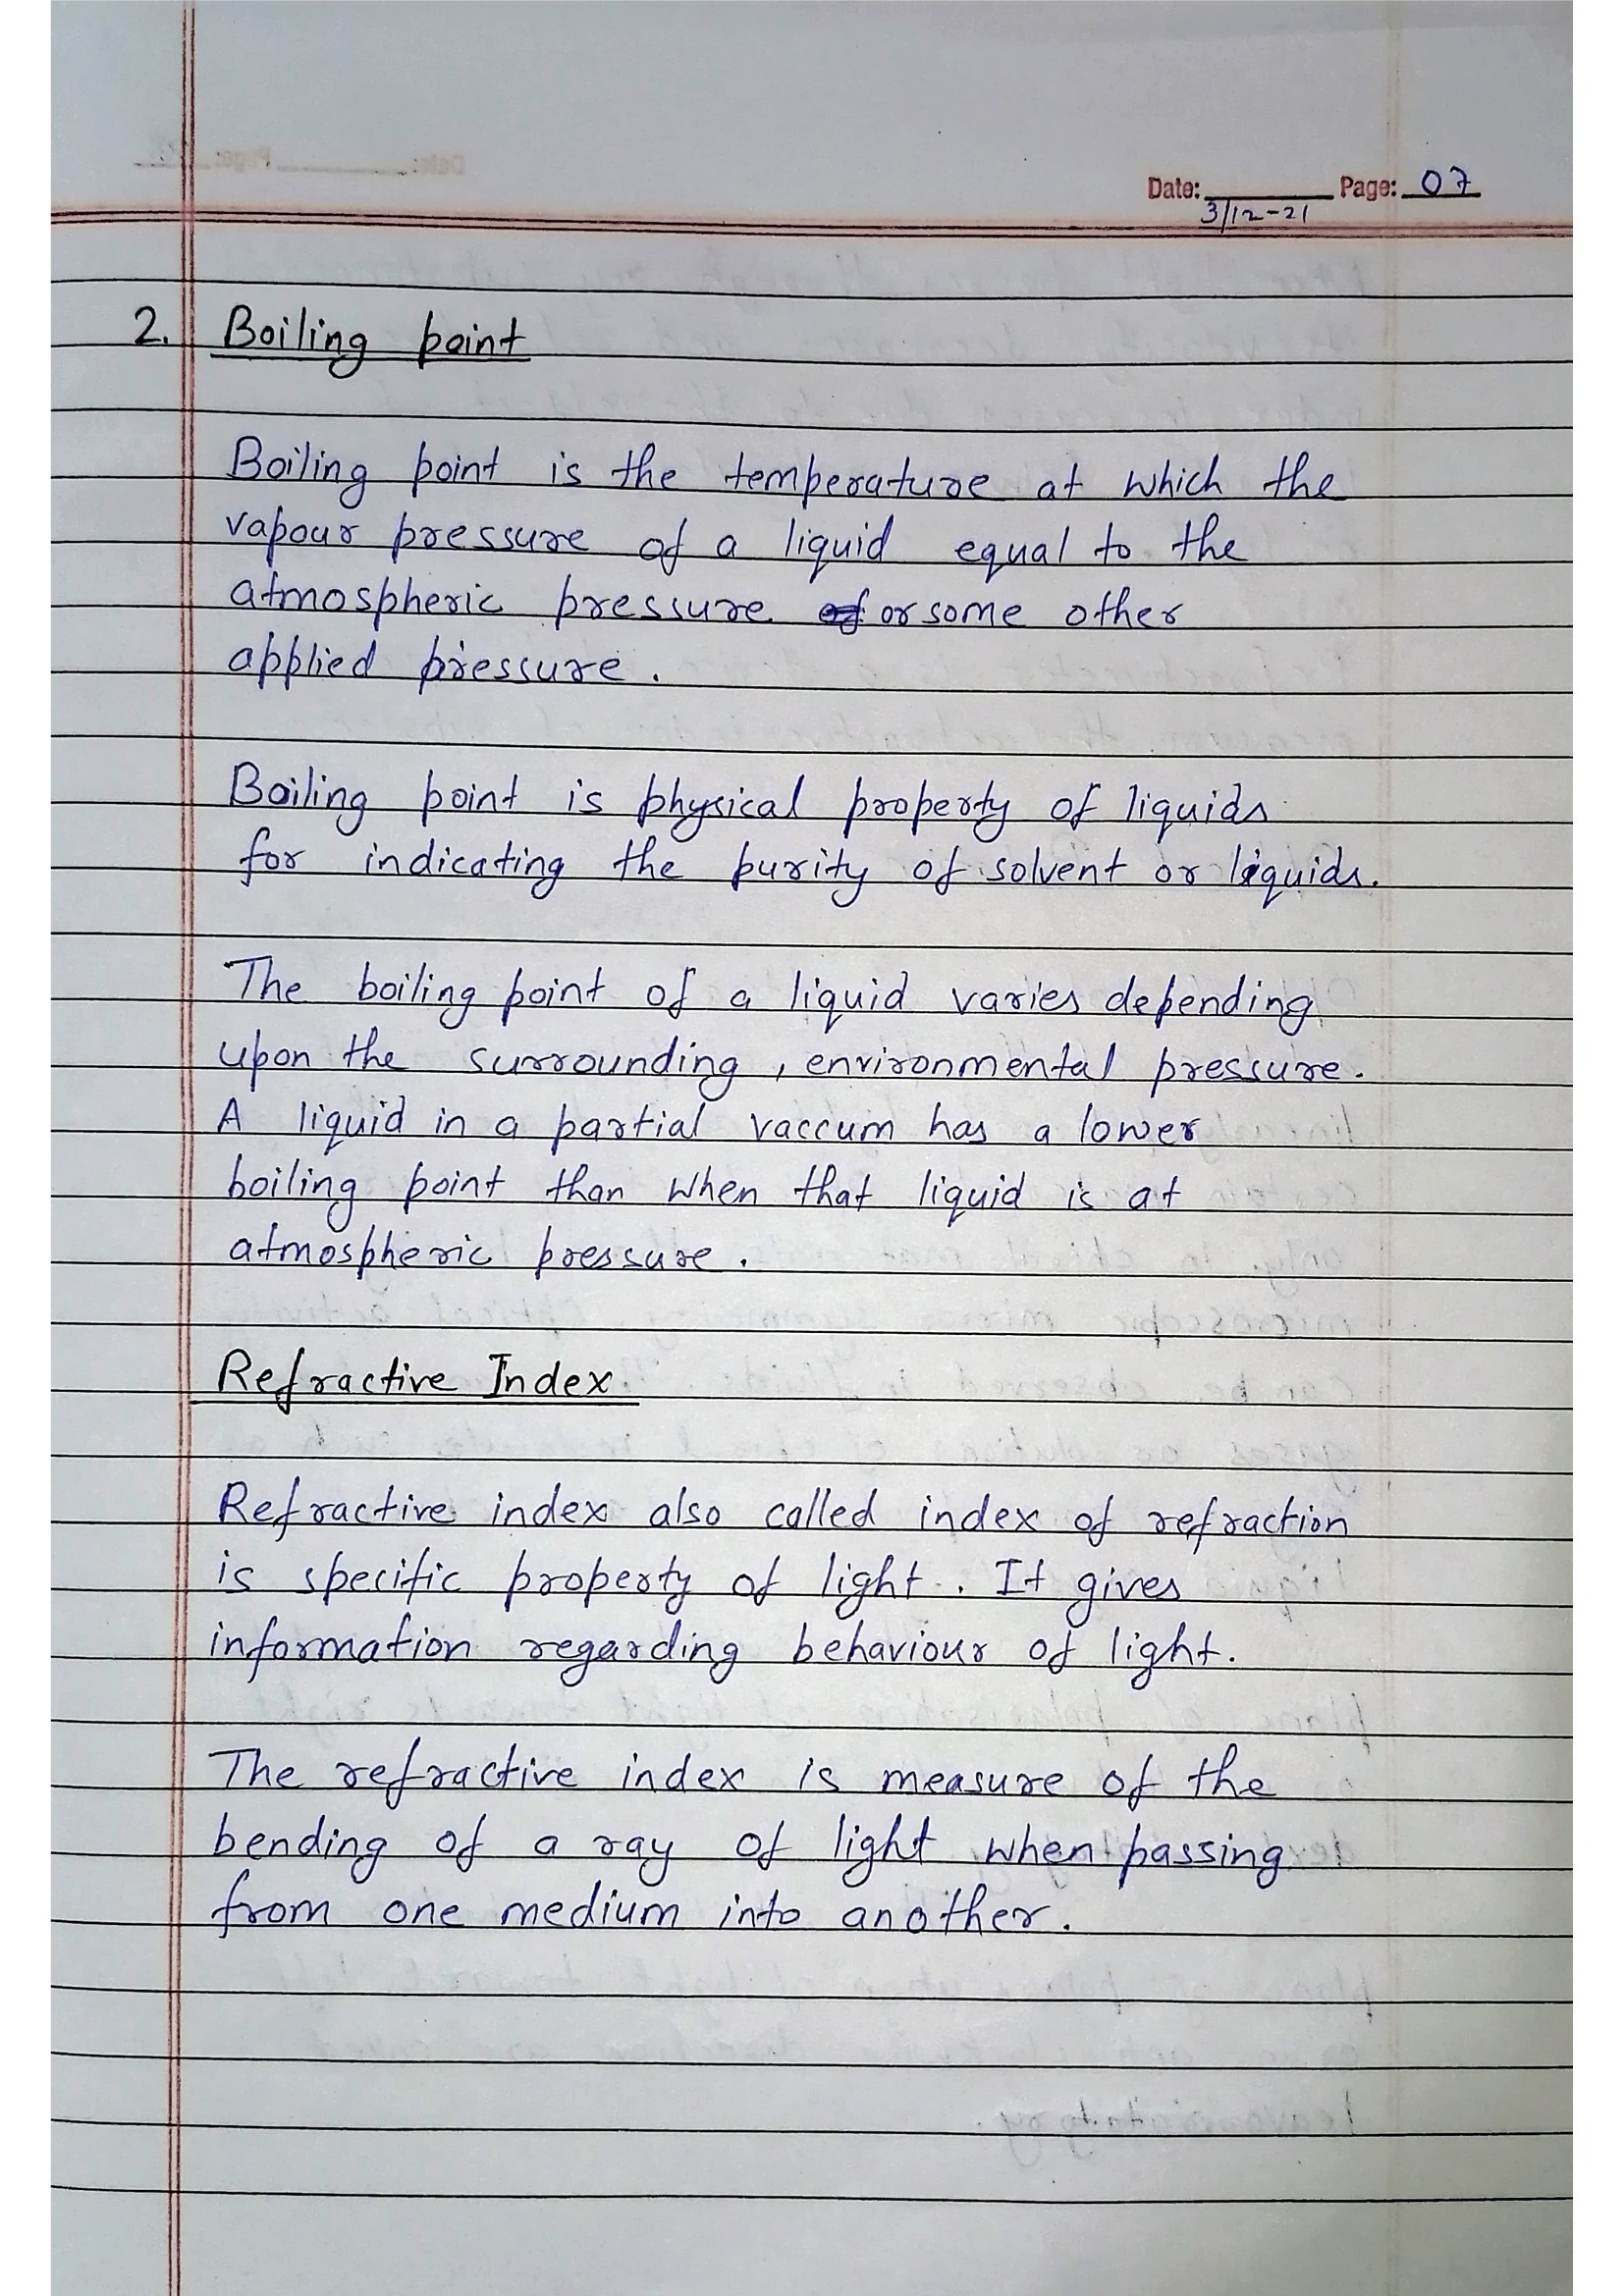 Date: 3/12-21 Page: 07
2. Boiling point
Boiling point is the temperature at which the
vapour pressure of a liquid equal to the
atmospheric pressure or some other
applied pressure.
Boiling point is physical property of liquids
for indicating the purity of solvent or liquids.
The boiling point of a liquid varies depending
upon the surrounding, environmental pressure.
A liquid in a partial vaccum has a lower
boiling point than when that liquid is at
atmospheric pressure.
Refractive Index
Refractive index also called index of refraction
is specific property of light. It gives
information regarding behaviour of light.
The refractive index is measure of the
bending of a ray of light when passing
from one medium into another.